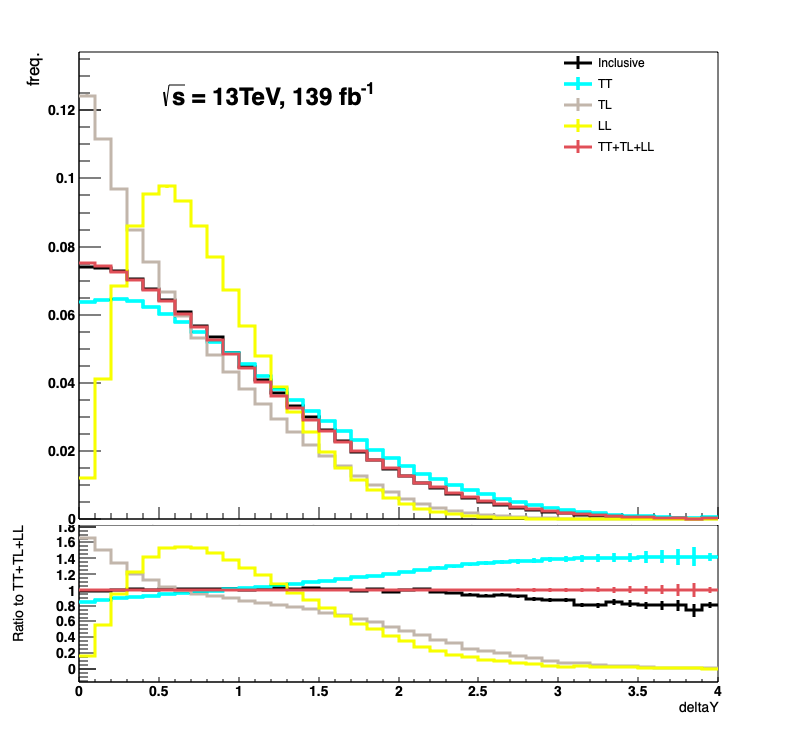 freq.
√s = 13TeV, 139 fb⁻¹
Inclusive
TT
TL
LL
TT+TL+LL
0.12
0.1
0.08
0.06
0.04
0.02
0
Ratio to TT+TL+LL
1.8
1.6
1.4
1.2
1
0.8
0.6
0.4
0.2
0
0 0.5 1 1.5 2 2.5 3 3.5 4
deltaY